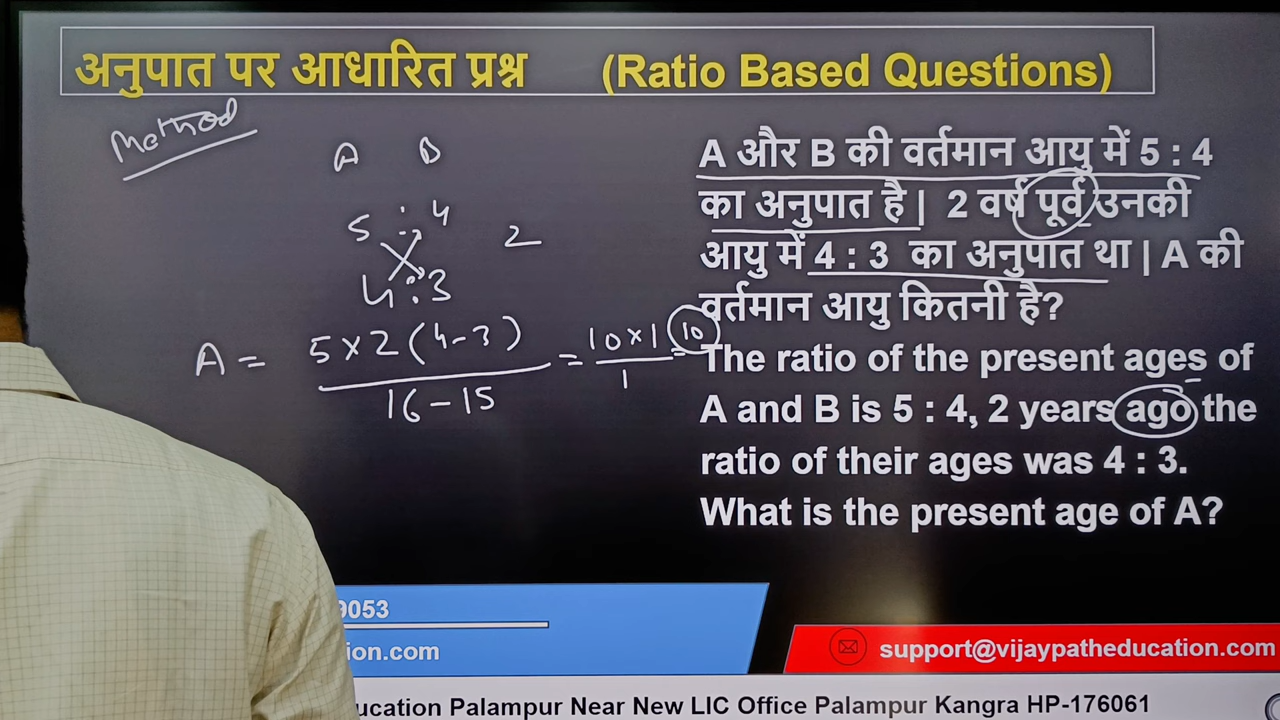 अनुपात पर आधारित प्रश्न (Ratio Based Questions)
Method
A B
5 : 4
2
4 : 3
A = 5 × 2 (4 - 3) / 16 - 15 = 10 × 1 / 1 = 10
A और B की वर्तमान आयु में 5 : 4
का अनुपात है | 2 वर्ष पूर्व उनकी
आयु में 4 : 3 का अनुपात था | A की
वर्तमान आयु कितनी है?
The ratio of the present ages of
A and B is 5 : 4, 2 years ago the
ratio of their ages was 4 : 3.
What is the present age of A?
9053
ion.com
support@vijaypatheducation.com
ucation Palampur Near New LIC Office Palampur Kangra HP-176061